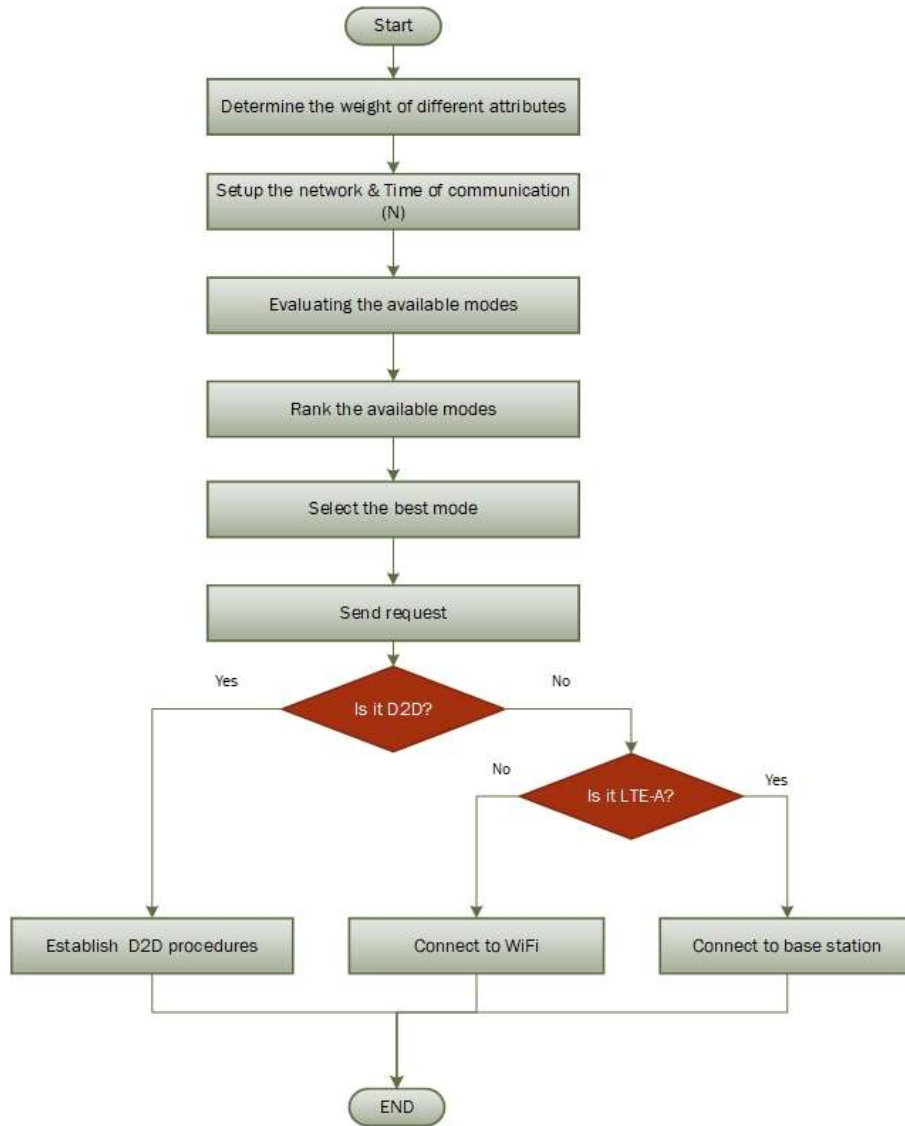 Start
Determine the weight of different attributes
Setup the network & Time of communication
(N)
Evaluating the available modes
Rank the available modes
Select the best mode
Send request
Yes
No
Is it D2D?
No
Yes
Is it LTE-A?
Establish D2D procedures
Connect to WiFi
Connect to base station
END